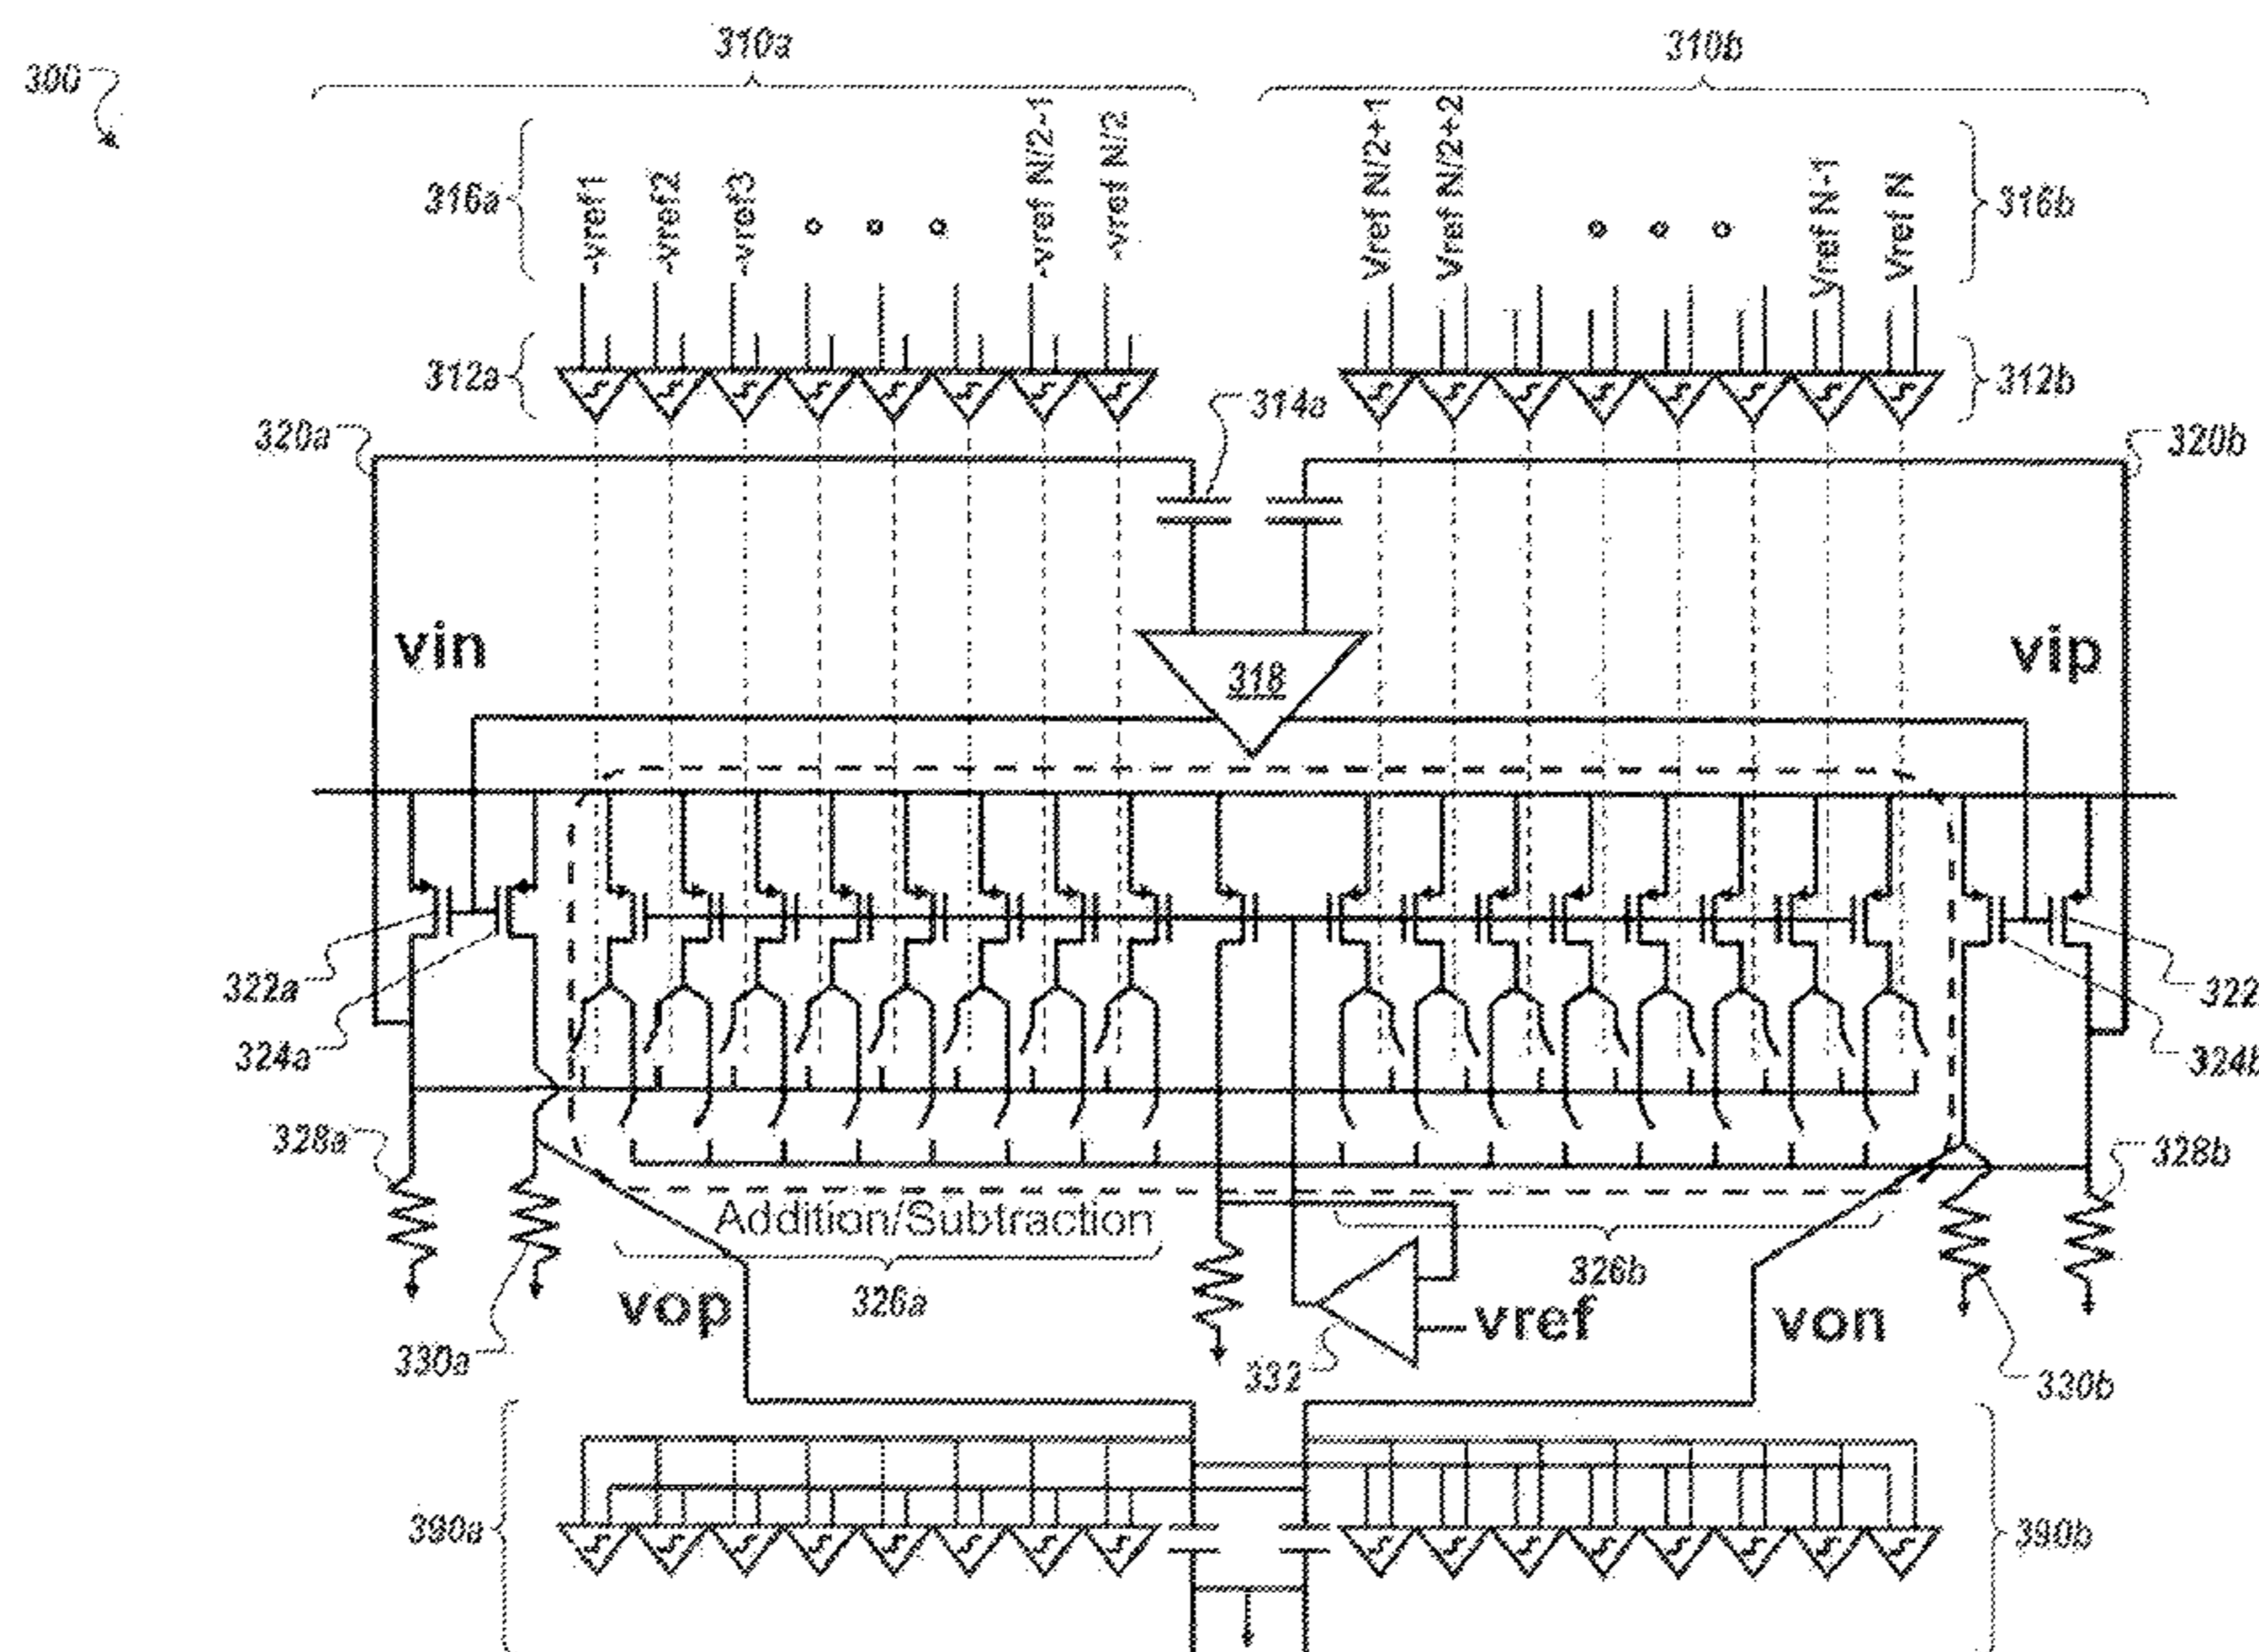 310a
310b
300
316a
-vref1
-vref2
-vref3
-vref N/2-1
-vref N/2
Vref N/2+1
Vref N/2+2
Vref N-1
Vref N
316b
312a
312b
314a
320a
320b
vin
vip
318
322a
324a
322
324b
328a
328b
Addition/Subtraction
326a
326b
vop
vref
von
330a
332
330b
390a
390b